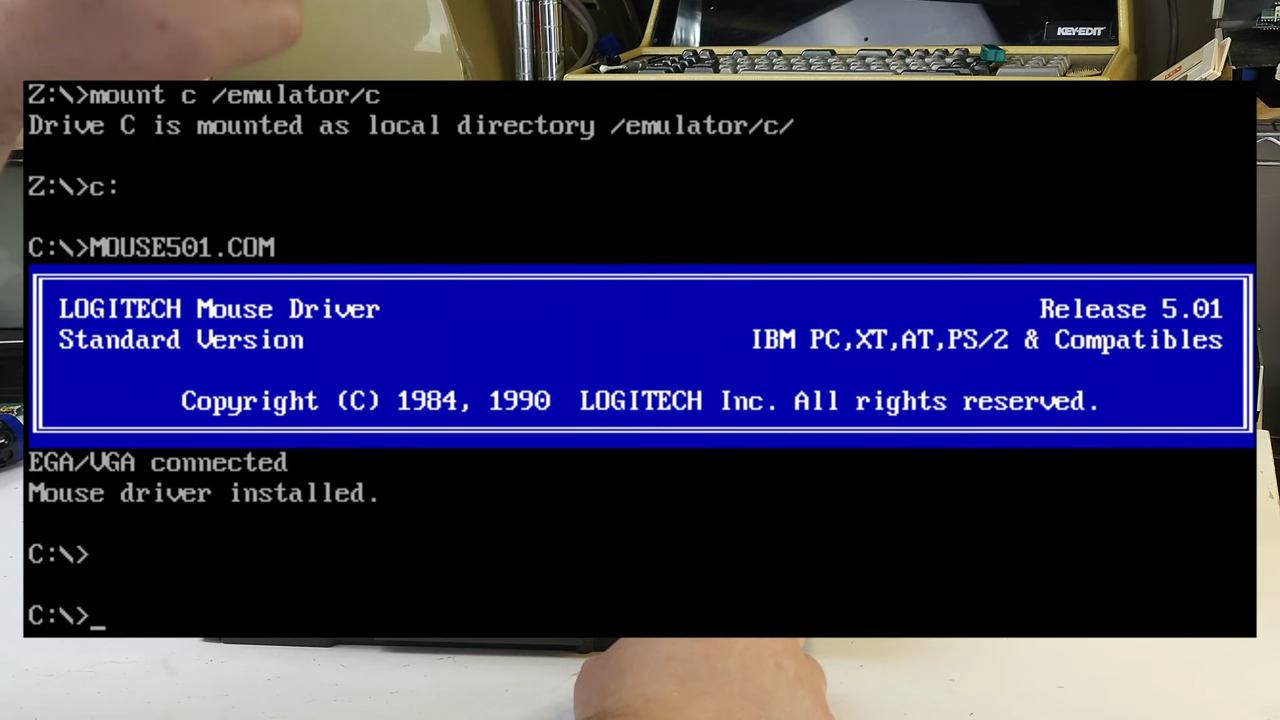 KEY-EDIT
Z:\>mount c /emulator/c
Drive C is mounted as local directory /emulator/c/
Z:\>c:
C:\>MOUSE501.COM
LOGITECH Mouse Driver Release 5.01
Standard Version IBM PC,XT,AT,PS/2 & Compatibles
Copyright (C) 1984, 1990 LOGITECH Inc. All rights reserved.
EGA/VGA connected
Mouse driver installed.
C:\>
C:\>_